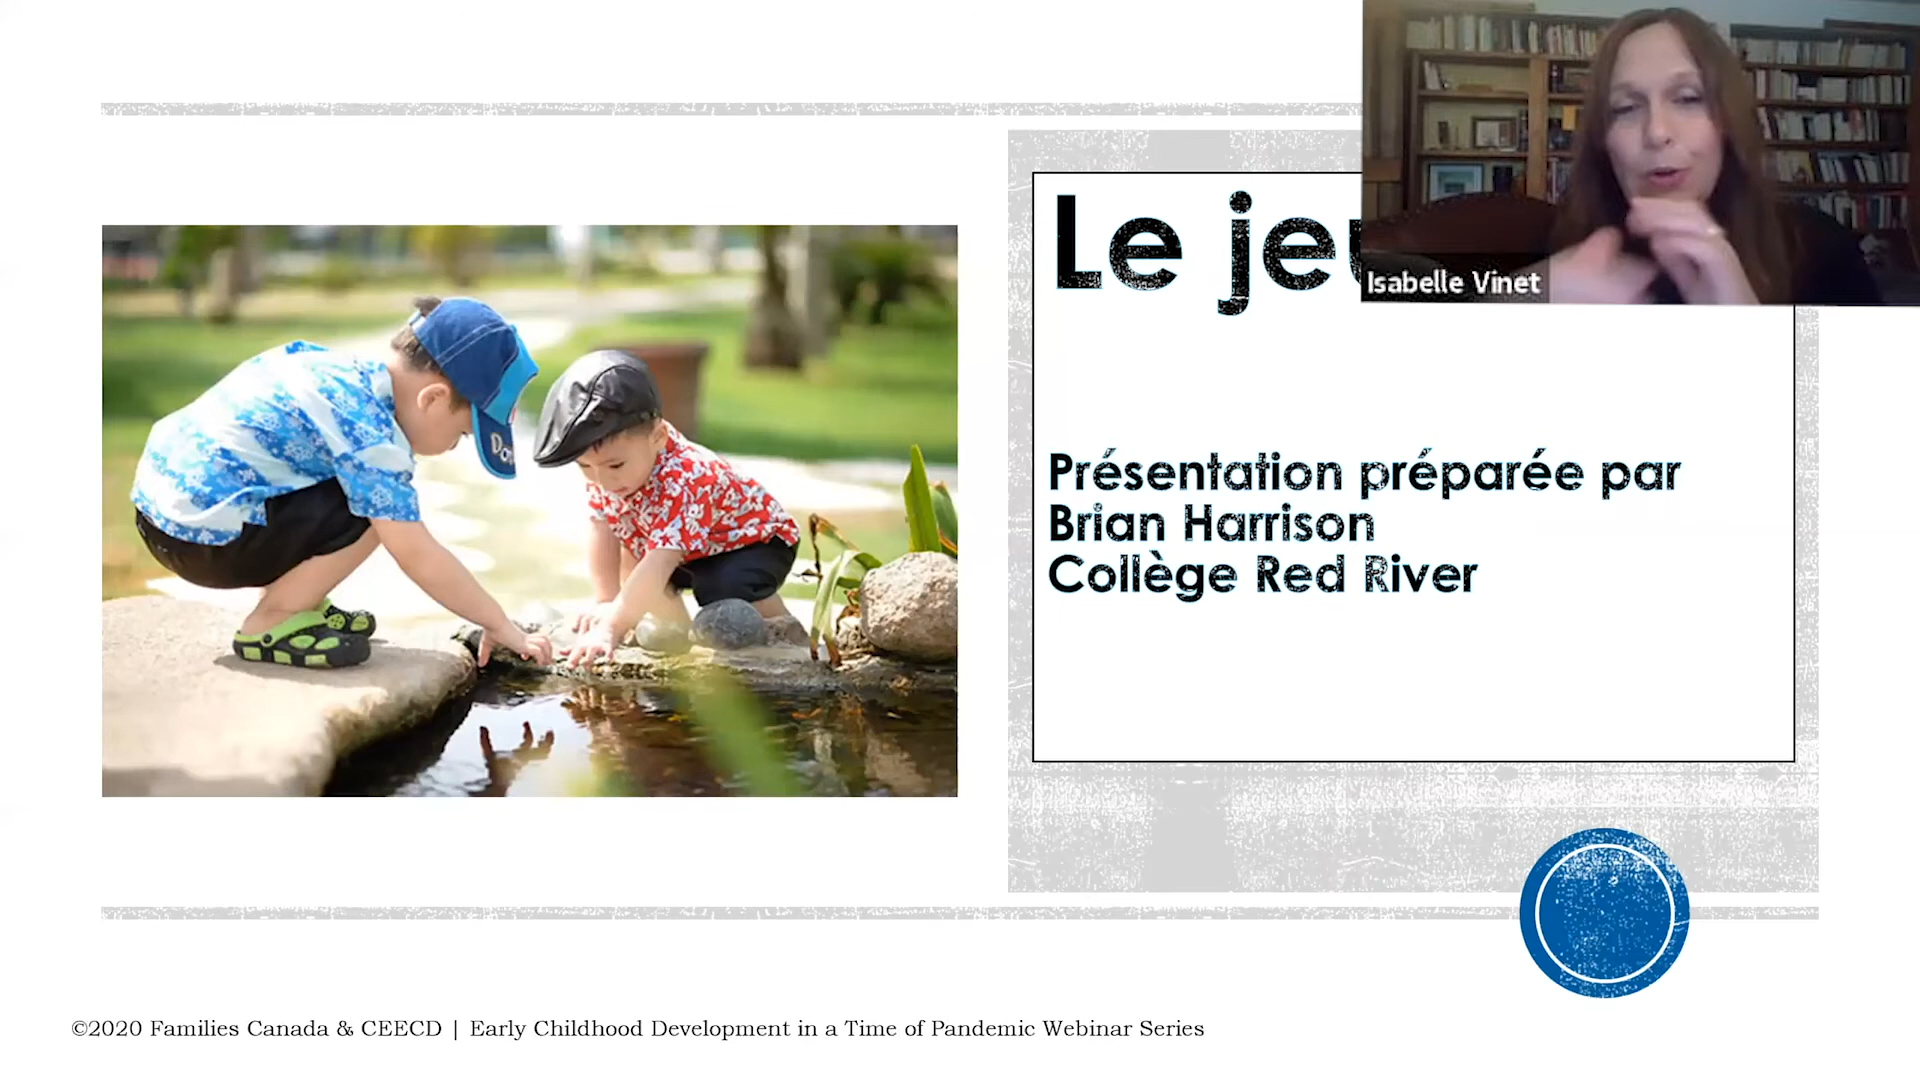 Le jeu
Isabelle Vinet
Présentation préparée par
Brian Harrison
Collège Red River
©2020 Families Canada & CEECD | Early Childhood Development in a Time of Pandemic Webinar Series